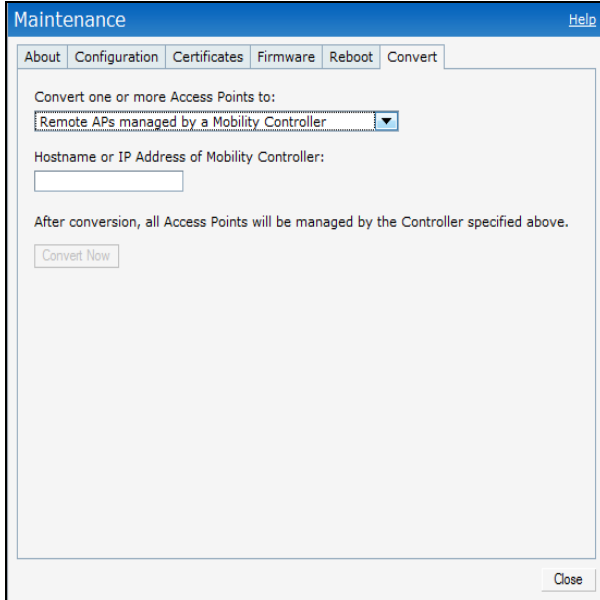 Maintenance
Help
About Configuration Certificates Firmware Reboot Convert
Convert one or more Access Points to:
Remote APs managed by a Mobility Controller
Hostname or IP Address of Mobility Controller:
After conversion, all Access Points will be managed by the Controller specified above.
Convert Now
Close